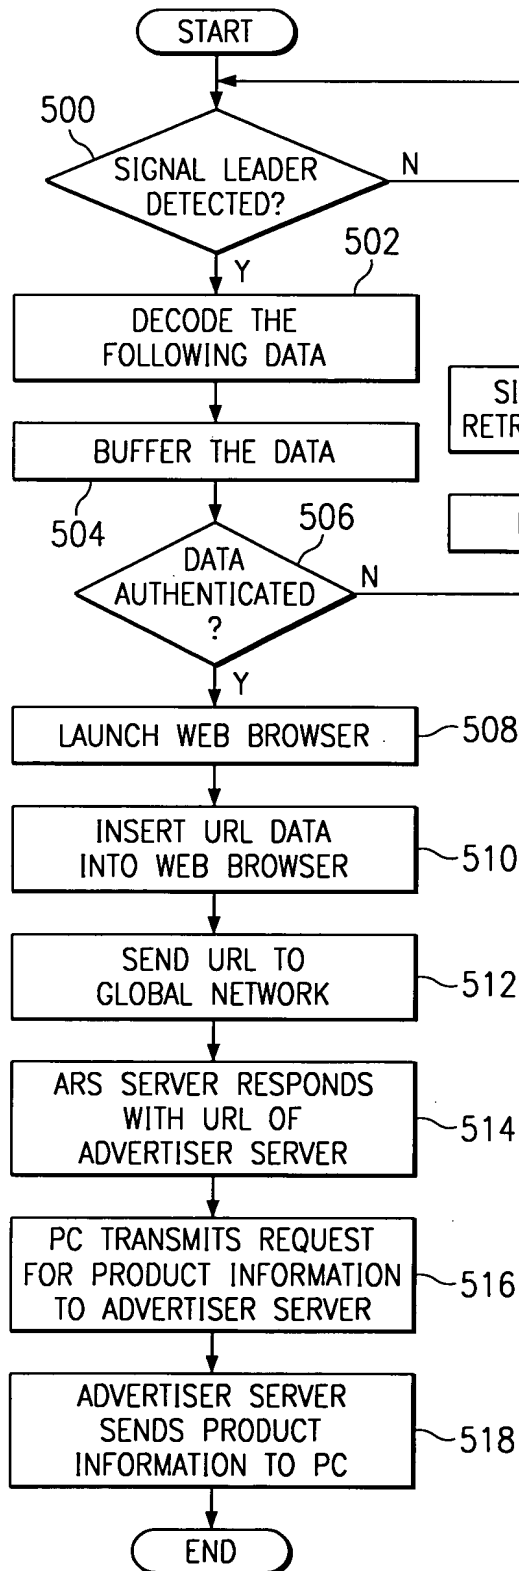 START
500
SIGNAL LEADER
DETECTED?
N
Y
502
DECODE THE
FOLLOWING DATA
BUFFER THE DATA
504
506
DATA
AUTHENTICATED
?
N
Y
LAUNCH WEB BROWSER
508
INSERT URL DATA
INTO WEB BROWSER
510
SEND URL TO
GLOBAL NETWORK
512
ARS SERVER RESPONDS
WITH URL OF
ADVERTISER SERVER
514
PC TRANSMITS REQUEST
FOR PRODUCT INFORMATION
TO ADVERTISER SERVER
516
ADVERTISER SERVER
SENDS PRODUCT
INFORMATION TO PC
518
END